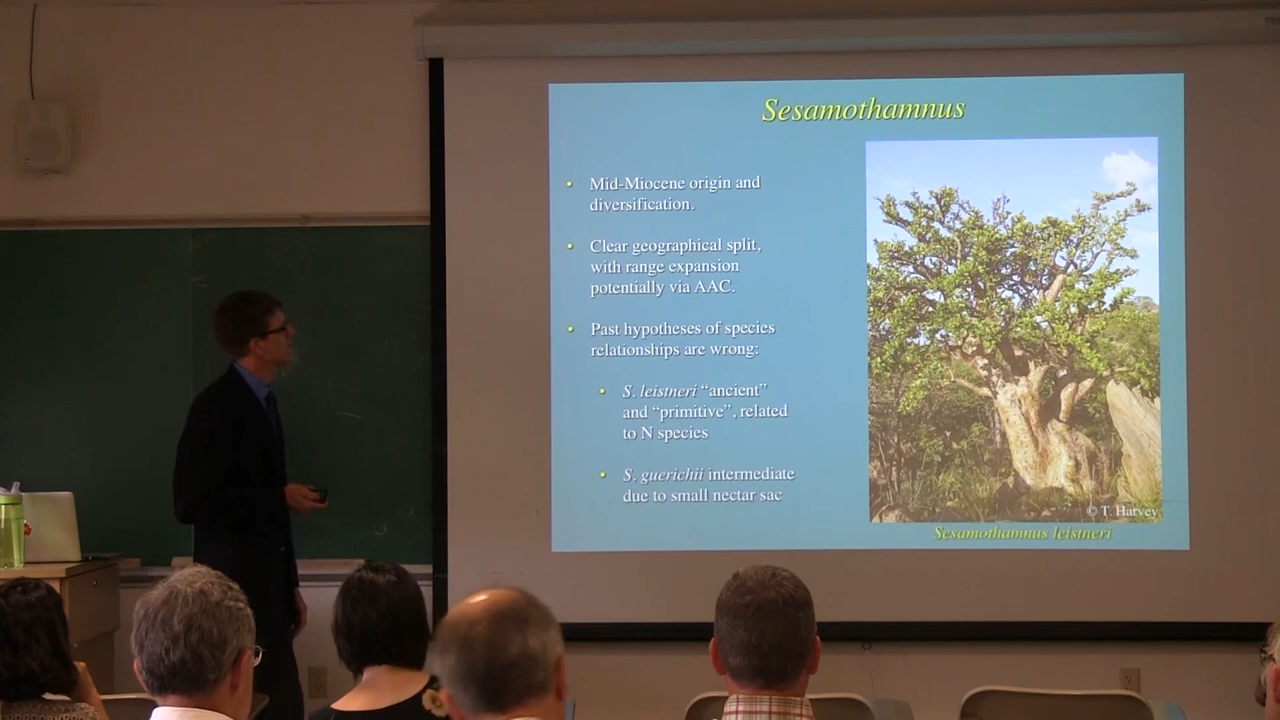 Sesamothamnus
• Mid-Miocene origin and
diversification.
• Clear geographical split,
with range expansion
potentially via AAC.
• Past hypotheses of species
relationships are wrong:
• S. leistneri “ancient”
and “primitive”, related
to N species
• S. guerichii intermediate
due to small nectar sac
© T. Harvey
Sesamothamnus leistneri